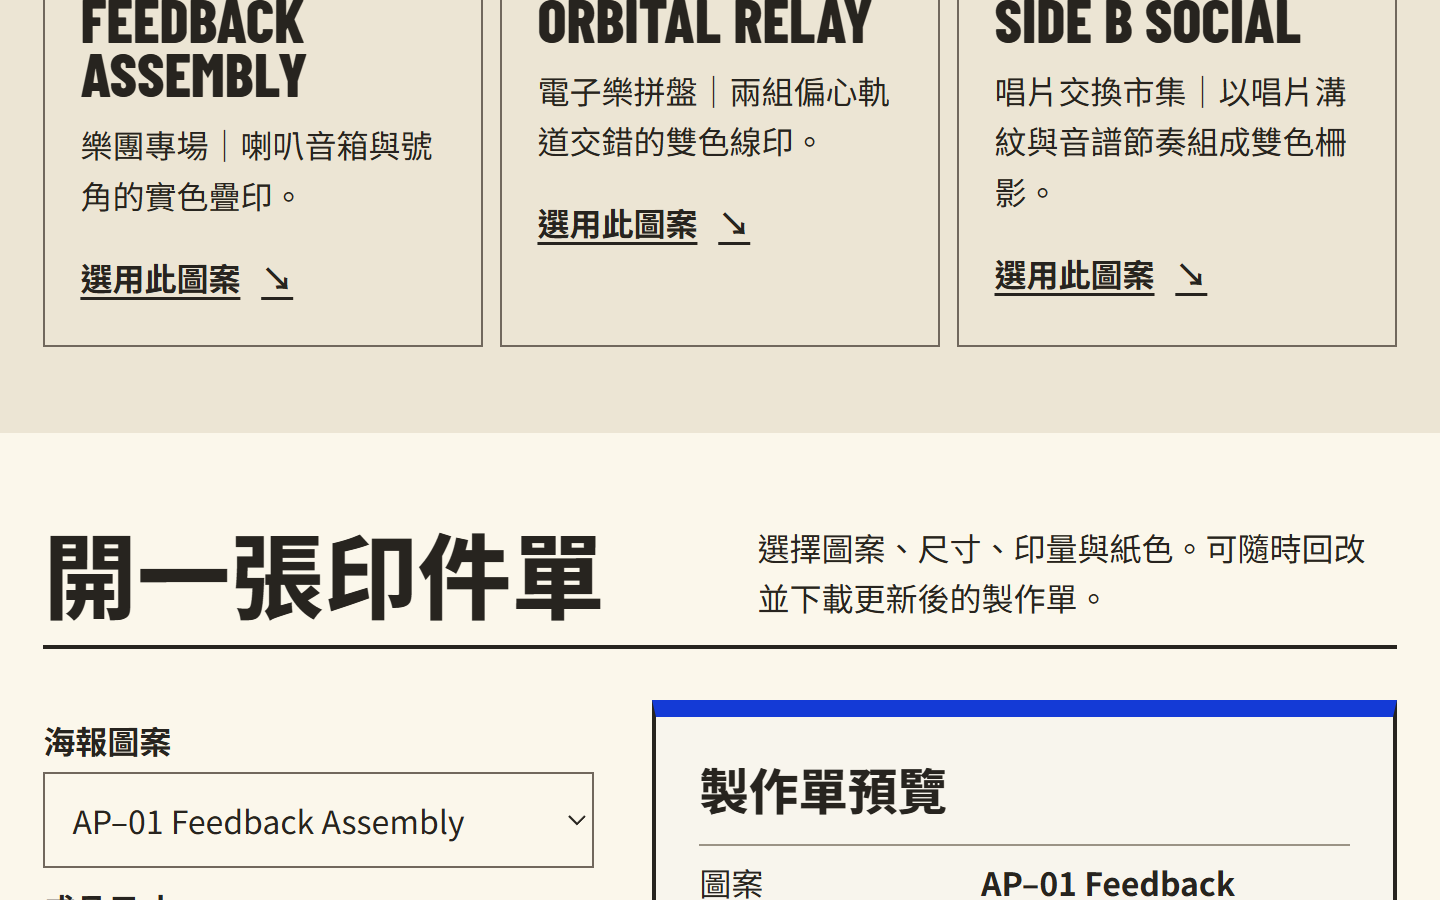 FEEDBACK
ASSEMBLY
樂團專場｜喇叭音箱與號
角的實色疊印。
選用此圖案 ↘
ORBITAL RELAY
電子樂拼盤｜兩組偏心軌
道交錯的雙色線印。
選用此圖案 ↘
SIDE B SOCIAL
唱片交換市集｜以唱片溝
紋與音譜節奏組成雙色柵
影。
選用此圖案 ↘
開一張印件單
選擇圖案、尺寸、印量與紙色。可隨時回改
並下載更新後的製作單。
海報圖案
AP–01 Feedback Assembly
製作單預覽
圖案
AP–01 Feedback